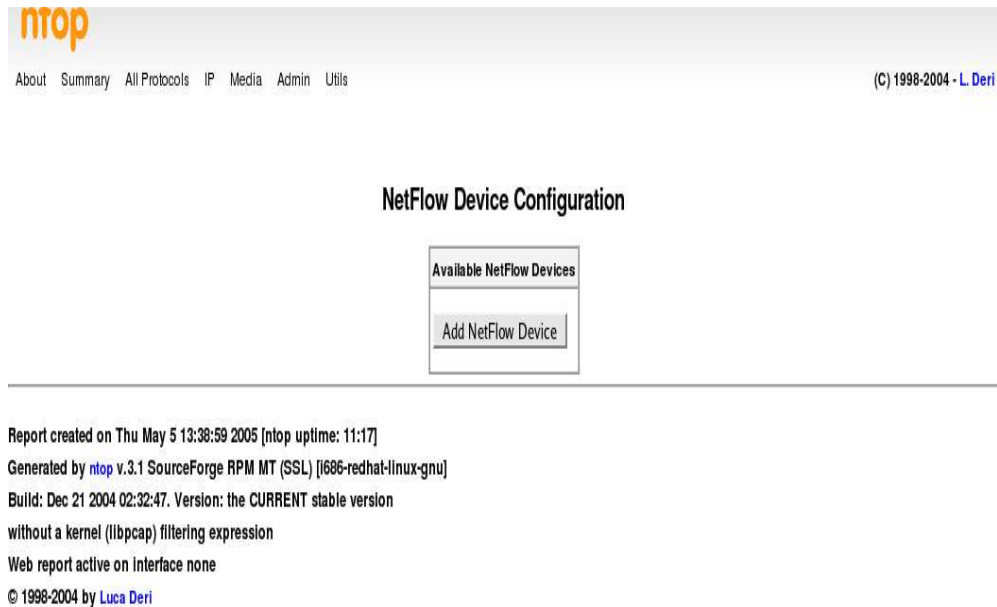 ntop
About Summary All Protocols IP Media Admin Utils
(C) 1998-2004 - L. Deri
NetFlow Device Configuration
Available NetFlow Devices
Add NetFlow Device
Report created on Thu May 5 13:38:59 2005 [ntop uptime: 11:17]
Generated by ntop v.3.1 SourceForge RPM MT (SSL) [i686-redhat-linux-gnu]
Build: Dec 21 2004 02:32:47. Version: the CURRENT stable version
without a kernel (libpcap) filtering expression
Web report active on interface none
© 1998-2004 by Luca Deri